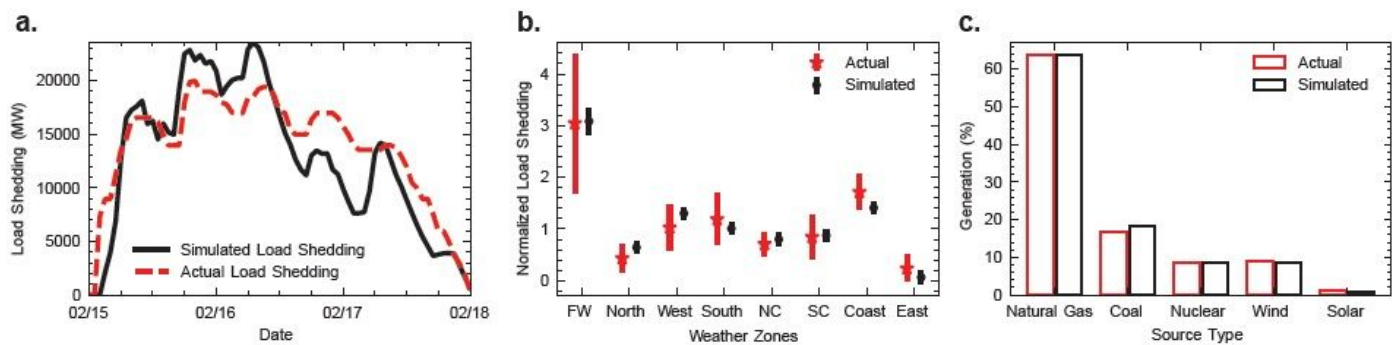 a.
Load Shedding (MW)
20000
15000
10000
5000
0
Simulated Load Shedding
Actual Load Shedding
02/15 02/16 02/17 02/18
Date
b.
Normalized Load Shedding
4
3
2
1
0
Actual
Simulated
FW North West South NC SC Coast East
Weather Zones
c.
Generation (%)
60
50
40
30
20
10
0
Actual
Simulated
Natural Gas Coal Nuclear Wind Solar
Source Type